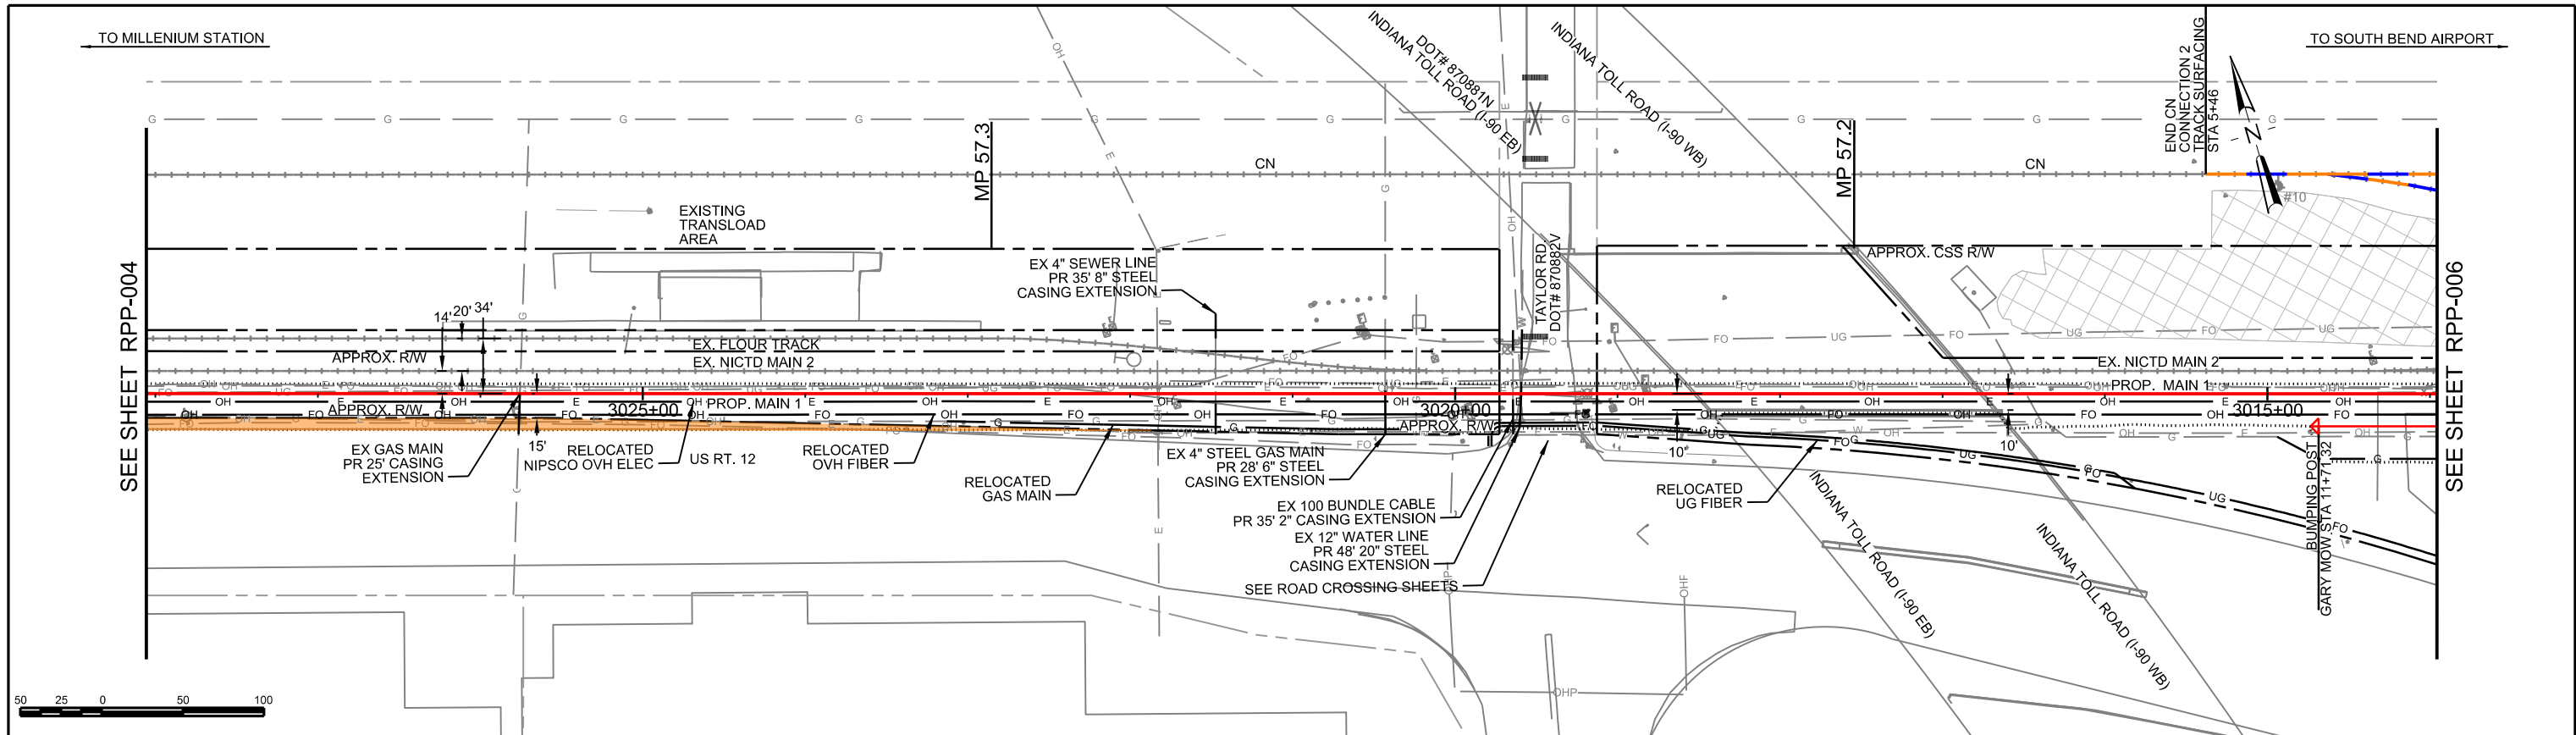 TO MILLENIUM STATION
TO SOUTH BEND AIRPORT
INDIANA TOLL ROAD (I-90 EB)
DOT# 870881N
INDIANA TOLL ROAD (I-90 WB)
END CN
CONNECTION 2
TRACK SURFACING
STA 5+46
N
#10
MP 57.3
MP 57.2
CN
CN
EXISTING
TRANSLOAD
AREA
EX 4" SEWER LINE
PR 35' 8" STEEL
CASING EXTENSION
TAYLOR RD
DOT# 870882V
APPROX. CSS R/W
SEE SHEET RPP-004
SEE SHEET RPP-006
14'
20'
34'
APPROX. R/W
EX. FLOUR TRACK
EX. NICTD MAIN 2
EX. NICTD MAIN 2
PROP. MAIN 1
PROP. MAIN 1
APPROX. R/W
3025+00
3020+00
3015+00
APPROX. R/W
EX GAS MAIN
PR 25' CASING
EXTENSION
15'
RELOCATED
NIPSCO OVH ELEC
US RT. 12
RELOCATED
OVH FIBER
RELOCATED
GAS MAIN
EX 4" STEEL GAS MAIN
PR 28' 6" STEEL
CASING EXTENSION
EX 100 BUNDLE CABLE
PR 35' 2" CASING EXTENSION
EX 12" WATER LINE
PR 48' 20" STEEL
CASING EXTENSION
SEE ROAD CROSSING SHEETS
10'
10'
RELOCATED
UG FIBER
INDIANA TOLL ROAD (I-90 EB)
INDIANA TOLL ROAD (I-90 WB)
BUMPING POST
GARY MOW STA 11+71.32
OHP
OHP
OHF
50 25 0 50 100